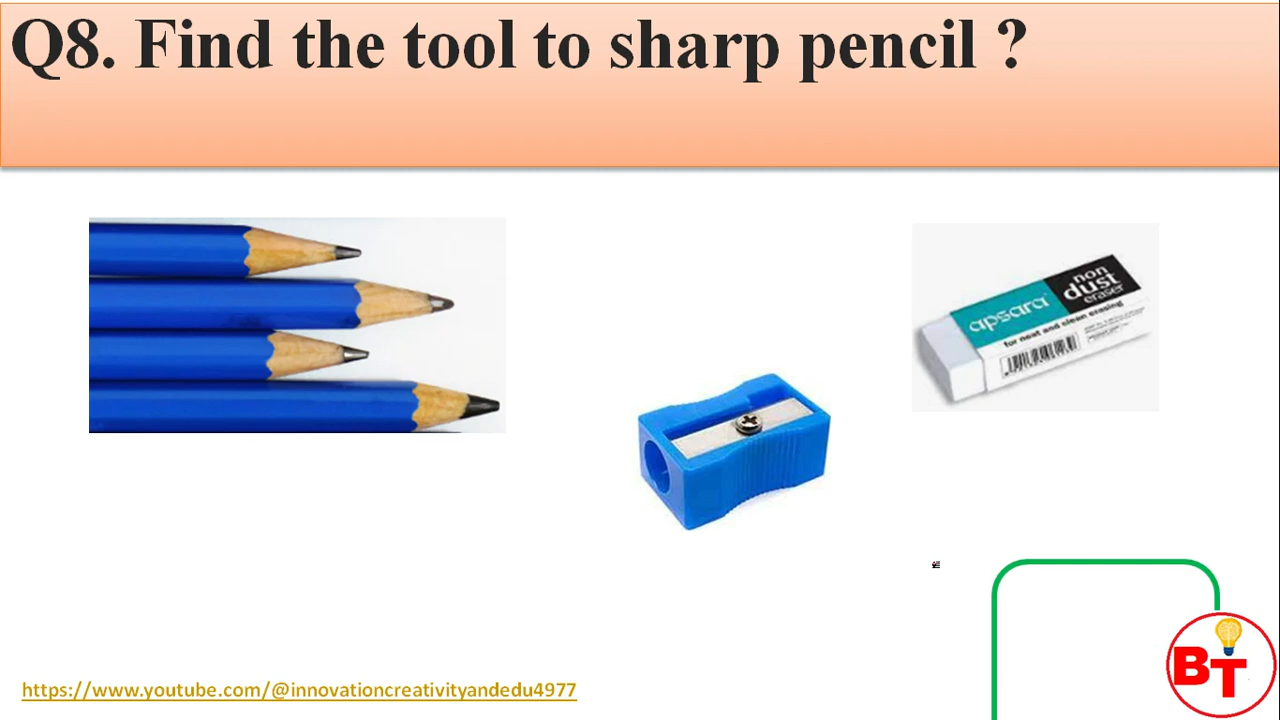 Q8. Find the tool to sharp pencil ?
apsara
non
dust
eraser
for neat and clean erasing
https://www.youtube.com/@innovationcreativityandedu4977
BT